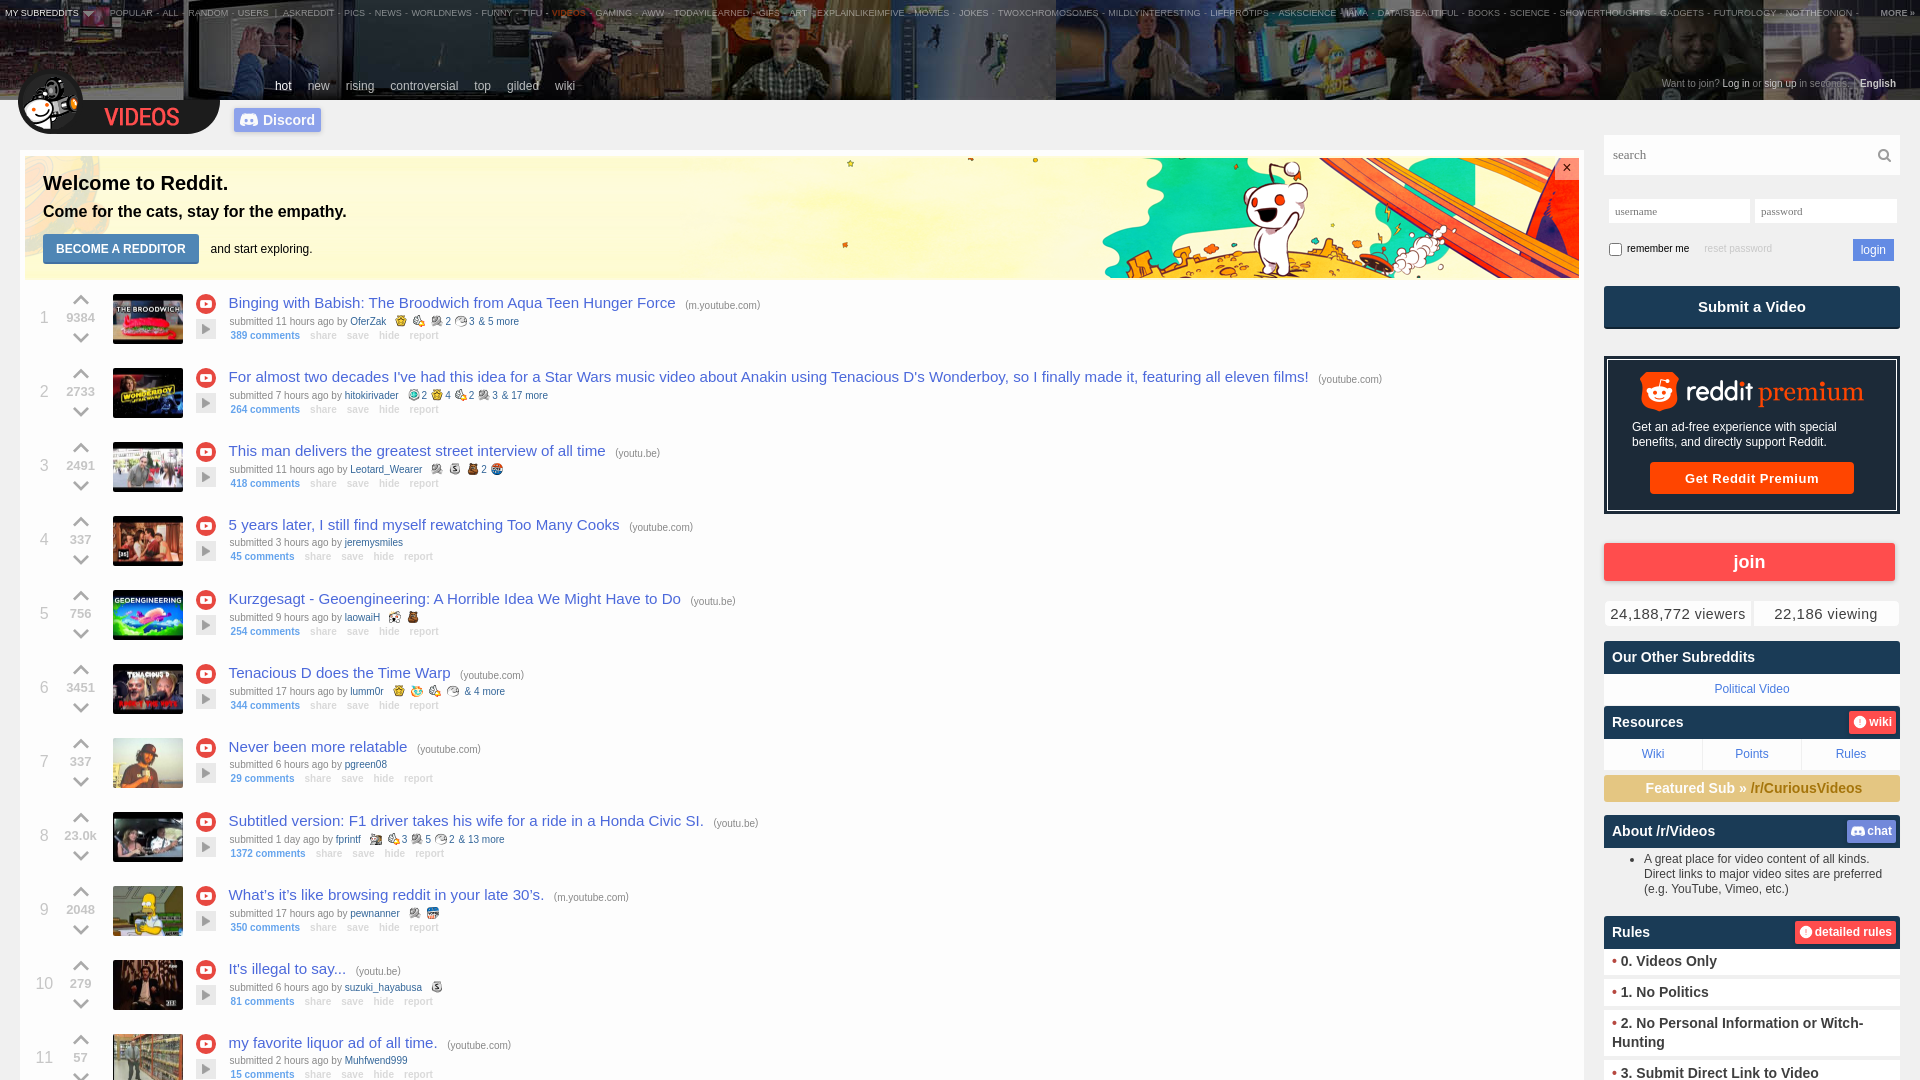 MY SUBREDDITS POPULAR - ALL - RANDOM - USERS | ASKREDDIT - PICS - NEWS - WORLDNEWS - FUNNY - TIFU - VIDEOS - GAMING - AWW - TODAYILEARNED - GIFS - ART - EXPLAINLIKEIMFIVE - MOVIES - JOKES - TWOXCHROMOSOMES - MILDLYINTERESTING - LIFEPROTIPS - ASKSCIENCE - IAMA - DATAISBEAUTIFUL - BOOKS - SCIENCE - SHOWERTHOUGHTS - GADGETS - FUTUROLOGY - NOTTHEONION - MORE »
hot new rising controversial top gilded wiki
Want to join? Log in or sign up in seconds. | English
VIDEOS
Discord
Welcome to Reddit.
Come for the cats, stay for the empathy.
BECOME A REDDITOR and start exploring.
×
1 9384
THE BROODWICH
Binging with Babish: The Broodwich from Aqua Teen Hunger Force (m.youtube.com)
submitted 11 hours ago by OferZak 2 3 & 5 more
389 comments share save hide report
2 2733
WONDERBOY
For almost two decades I've had this idea for a Star Wars music video about Anakin using Tenacious D's Wonderboy, so I finally made it, featuring all eleven films! (youtube.com)
submitted 7 hours ago by hitokirivader 2 4 2 3 & 17 more
264 comments share save hide report
3 2491
This man delivers the greatest street interview of all time (youtu.be)
submitted 11 hours ago by Leotard_Wearer 2
418 comments share save hide report
4 337
5 years later, I still find myself rewatching Too Many Cooks (youtube.com)
submitted 3 hours ago by jeremysmiles
45 comments share save hide report
5 756
GEOENGINEERING
Kurzgesagt - Geoengineering: A Horrible Idea We Might Have to Do (youtu.be)
submitted 9 hours ago by laowaiH
254 comments share save hide report
6 3451
TENACIOUS D
Tenacious D does the Time Warp (youtube.com)
submitted 17 hours ago by lumm0r & 4 more
344 comments share save hide report
7 337
Never been more relatable (youtube.com)
submitted 6 hours ago by pgreen08
29 comments share save hide report
8 23.0k
Subtitled version: F1 driver takes his wife for a ride in a Honda Civic SI. (youtu.be)
submitted 1 day ago by fprintf 3 5 2 & 13 more
1372 comments share save hide report
9 2048
What's it's like browsing reddit in your late 30's. (m.youtube.com)
submitted 17 hours ago by pewnanner
350 comments share save hide report
10 279
It's illegal to say... (youtu.be)
submitted 6 hours ago by suzuki_hayabusa
81 comments share save hide report
11 57
my favorite liquor ad of all time. (youtube.com)
submitted 2 hours ago by Muhfwend999
15 comments share save hide report
search
username password
remember me reset password login
Submit a Video
reddit premium
Get an ad-free experience with special
benefits, and directly support Reddit.
Get Reddit Premium
join
24,188,772 viewers 22,186 viewing
Our Other Subreddits
Political Video
Resources wiki
Wiki Points Rules
Featured Sub » /r/CuriousVideos
About /r/Videos chat
• A great place for video content of all kinds.
Direct links to major video sites are preferred
(e.g. YouTube, Vimeo, etc.)
Rules detailed rules
• 0. Videos Only
• 1. No Politics
• 2. No Personal Information or Witch-
Hunting
• 3. Submit Direct Link to Video